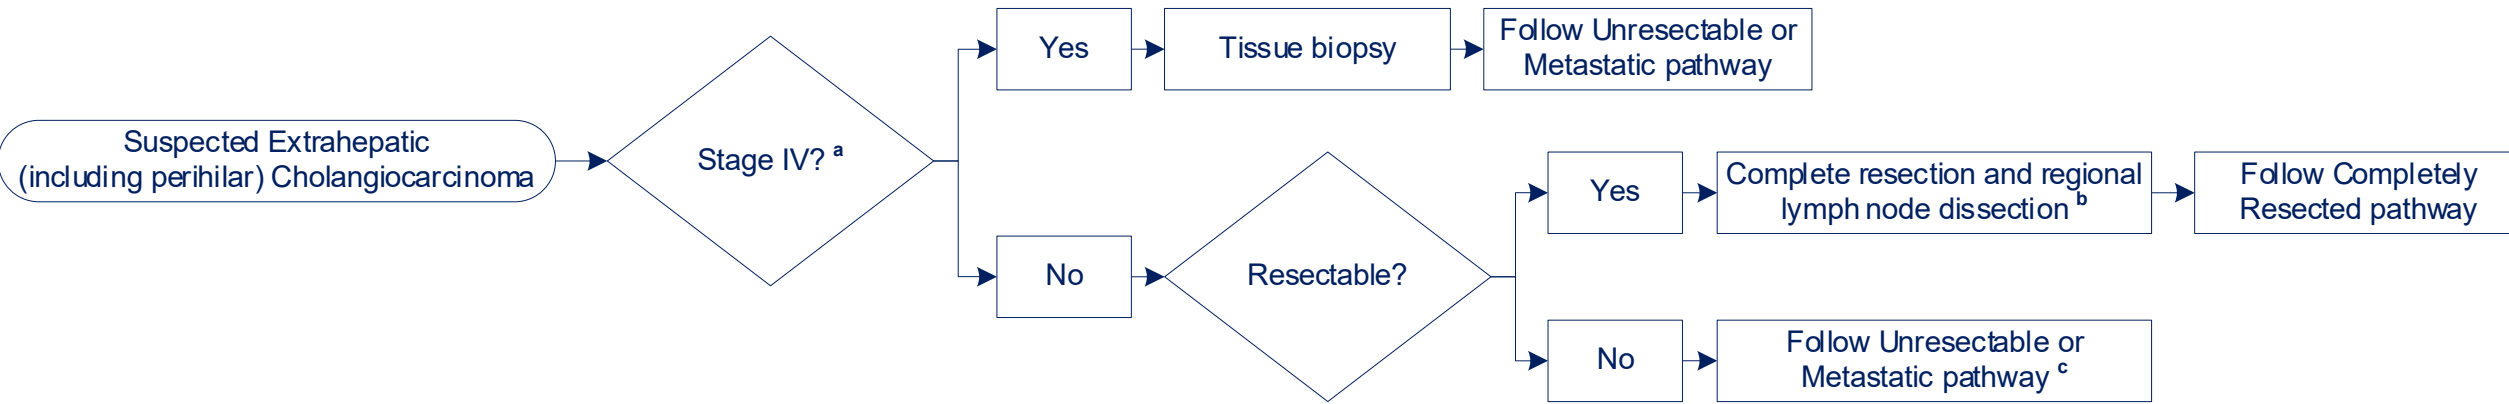 Suspected Extrahepatic
(including perihilar) Cholangiocarcinoma
Stage IV? a
Yes
Tissue biopsy
Follow Unresectable or
Metastatic pathway
No
Resectable?
Yes
Complete resection and regional
lymph node dissection b
Follow Completely
Resected pathway
No
Follow Unresectable or
Metastatic pathway c